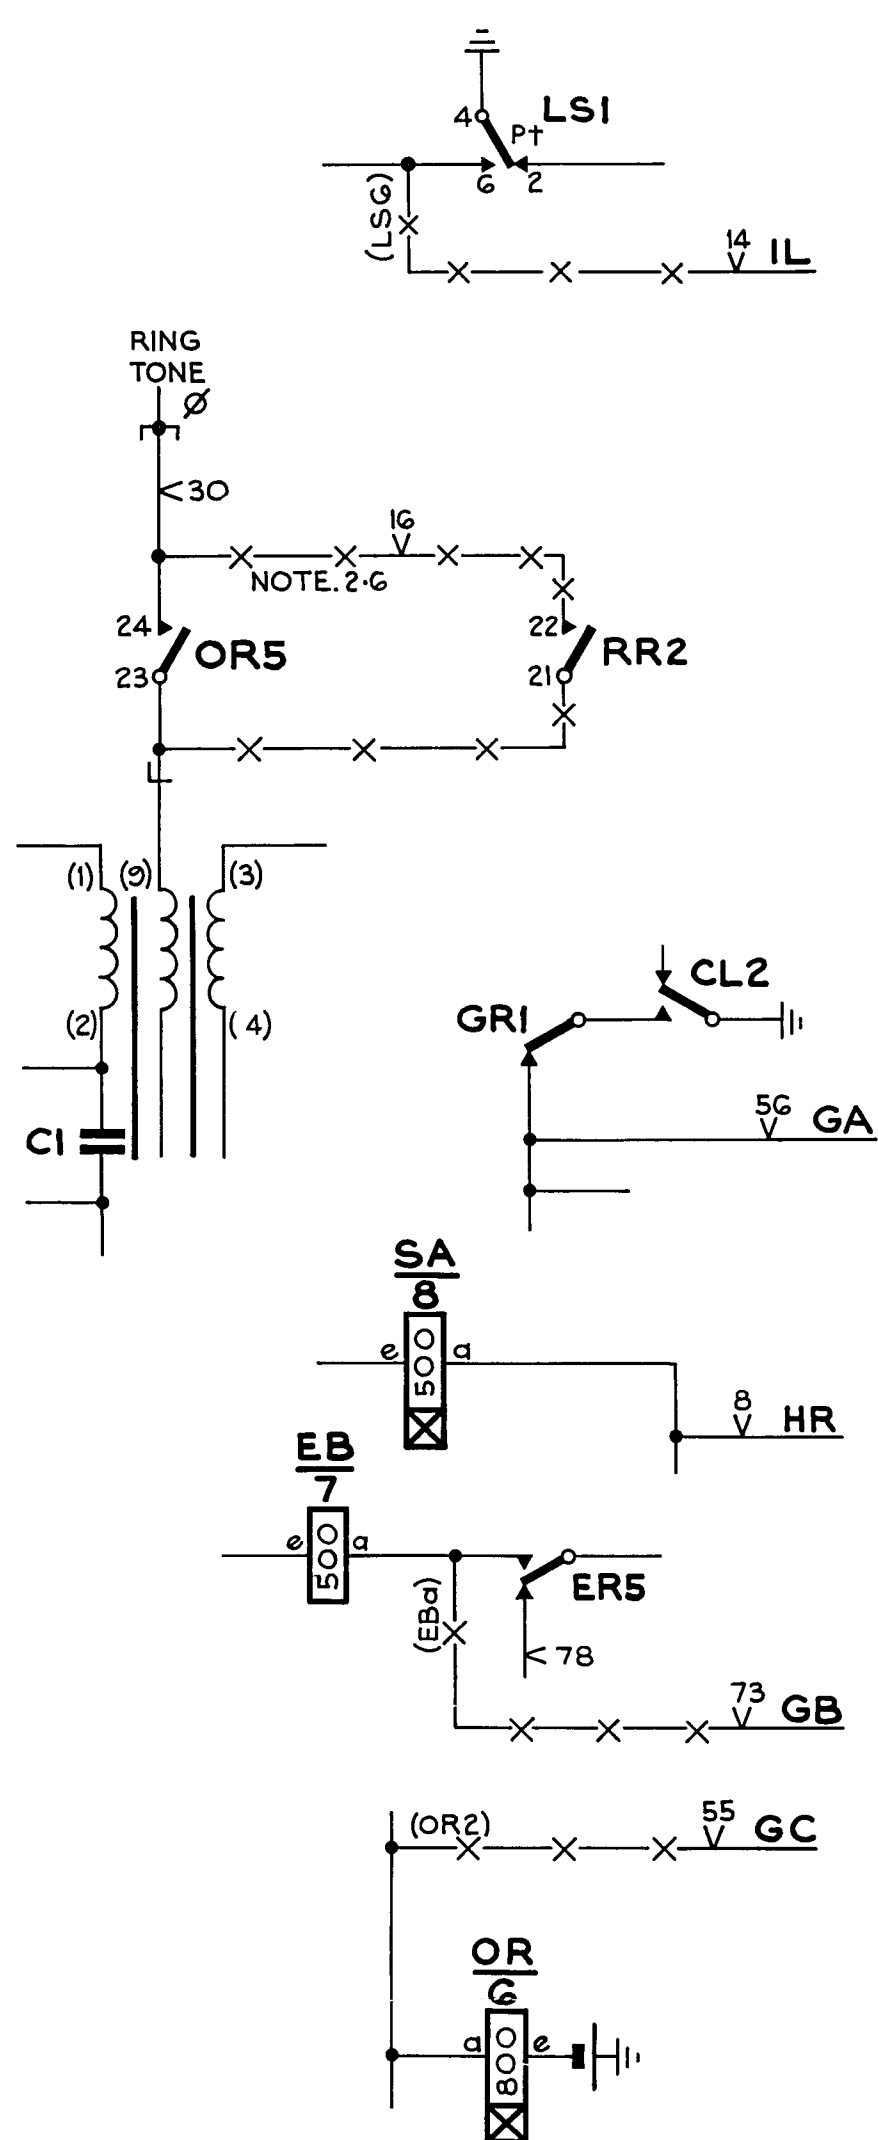 LS1
4
Pt
6 2
(LSG)
14 IL
RING
TONE
Ø
30
16
NOTE. 2·6
24
OR5
23
22
RR2
21
(1) (9) (3)
(2) (4)
C1
CL2
GR1
56 GA
SA
8
e a
500
8 HR
EB
7
e a
500
ER5
(EBa)
78
73 GB
(OR2)
55 GC
OR
6
a e
800